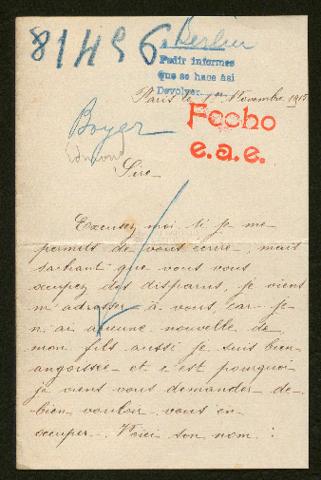 81496
a Berlin
Pedir informes
que se hace así
Devolver.
Paris le 1er Novembre 1915
Fecho
e.a.e.
Boyer
Edmond
Sire
Excusez moi si je me
permets de vous écrire, mais
sachant que vous vous
occupez des disparus, je viens
m'adresser à vous car je
n'ai aucune nouvelle de
mon fils aussi je suis bien
angoissée et c'est pourquoi
je viens vous demander de
bien vouloir vous en
occuper. Voici son nom :